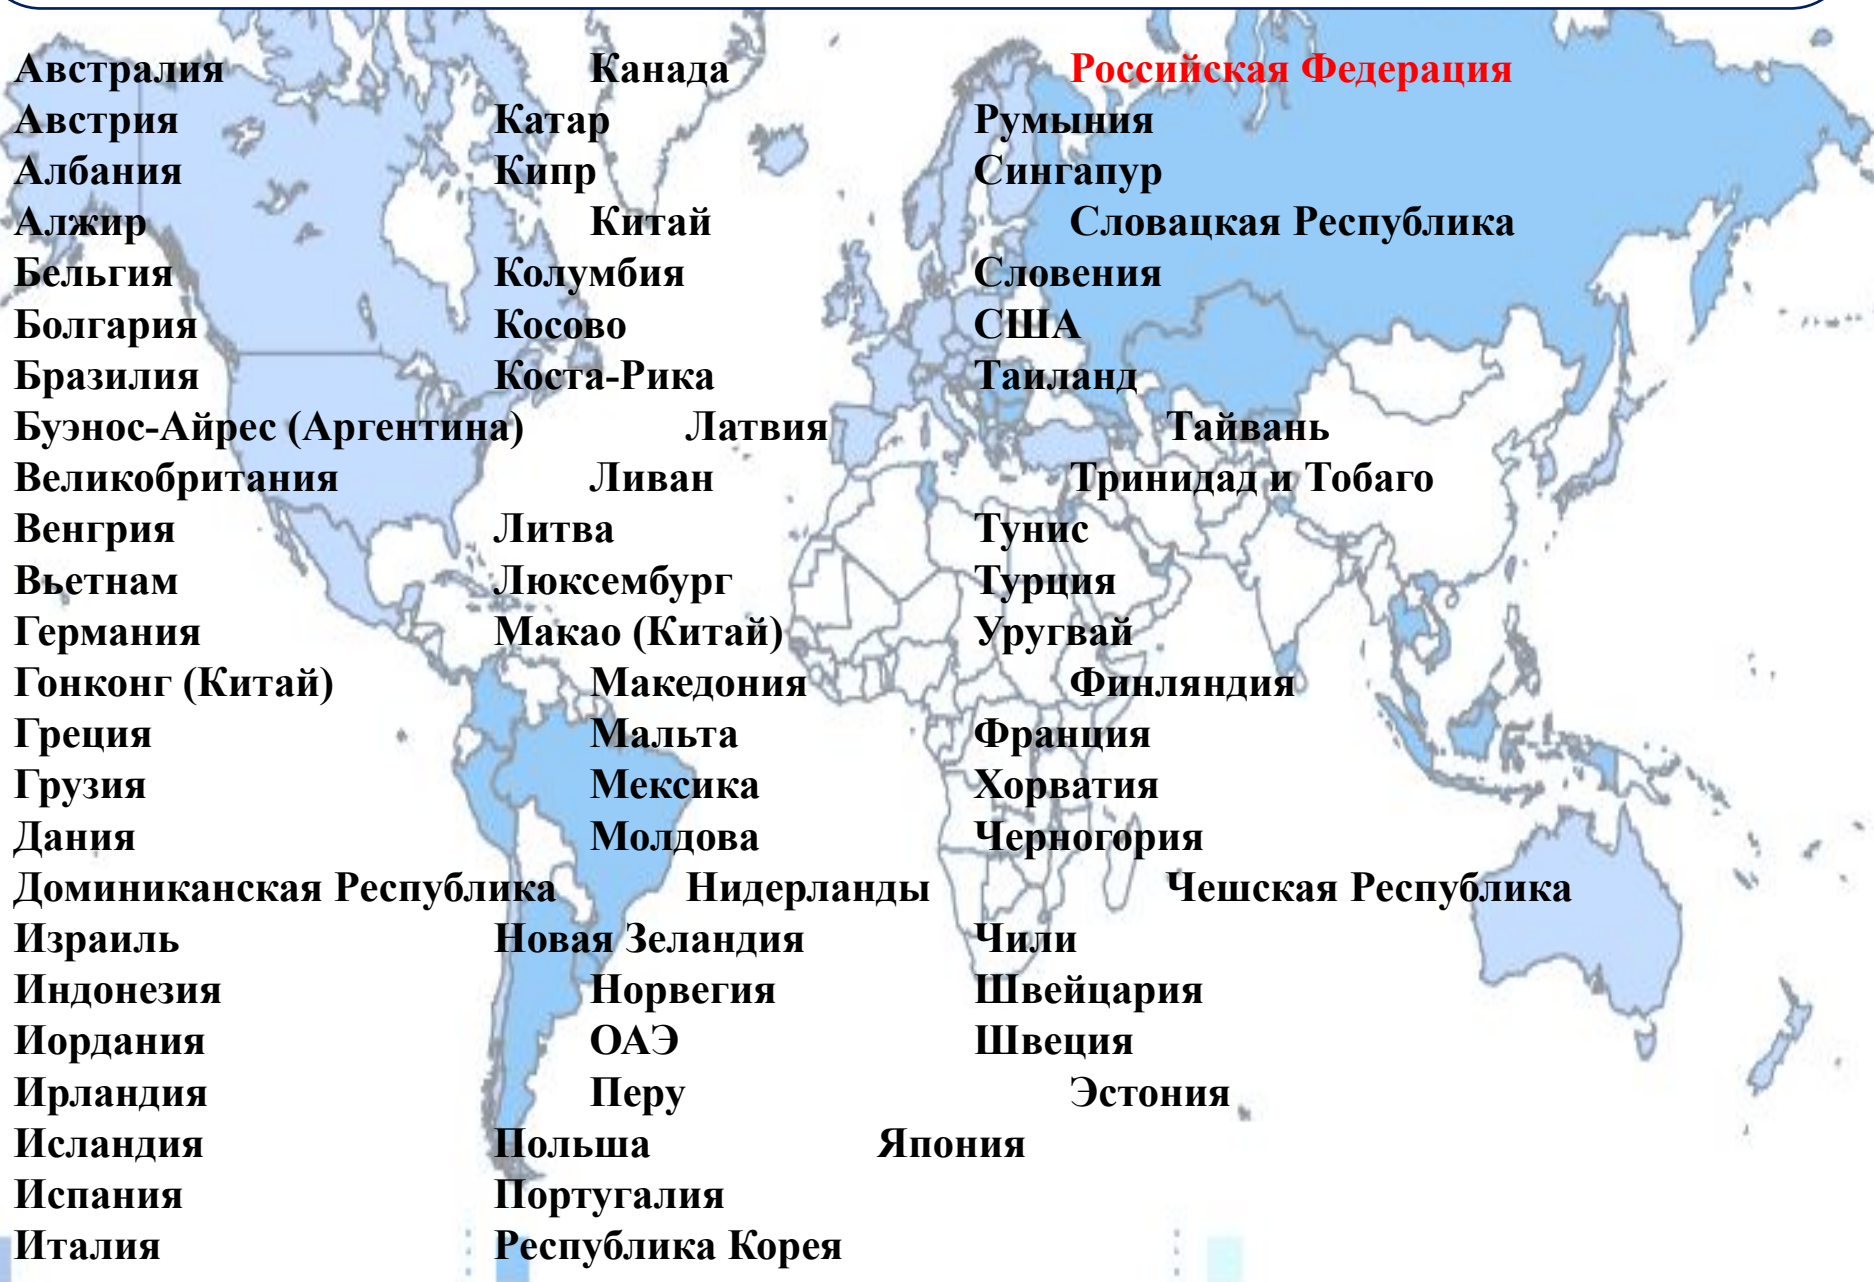 Австралия Канада Российская Федерация
Австрия Катар Румыния
Албания Кипр Сингапур
Алжир Китай Словацкая Республика
Бельгия Колумбия Словения
Болгария Косово США
Бразилия Коста-Рика Таиланд
Буэнос-Айрес (Аргентина) Латвия Тайвань
Великобритания Ливан Тринидад и Тобаго
Венгрия Литва Тунис
Вьетнам Люксембург Турция
Германия Макао (Китай) Уругвай
Гонконг (Китай) Македония Финляндия
Греция Мальта Франция
Грузия Мексика Хорватия
Дания Молдова Черногория
Доминиканская Республика Нидерланды Чешская Республика
Израиль Новая Зеландия Чили
Индонезия Норвегия Швейцария
Иордания ОАЭ Швеция
Ирландия Перу Эстония
Исландия Польша Япония
Испания Португалия
Италия Республика Корея